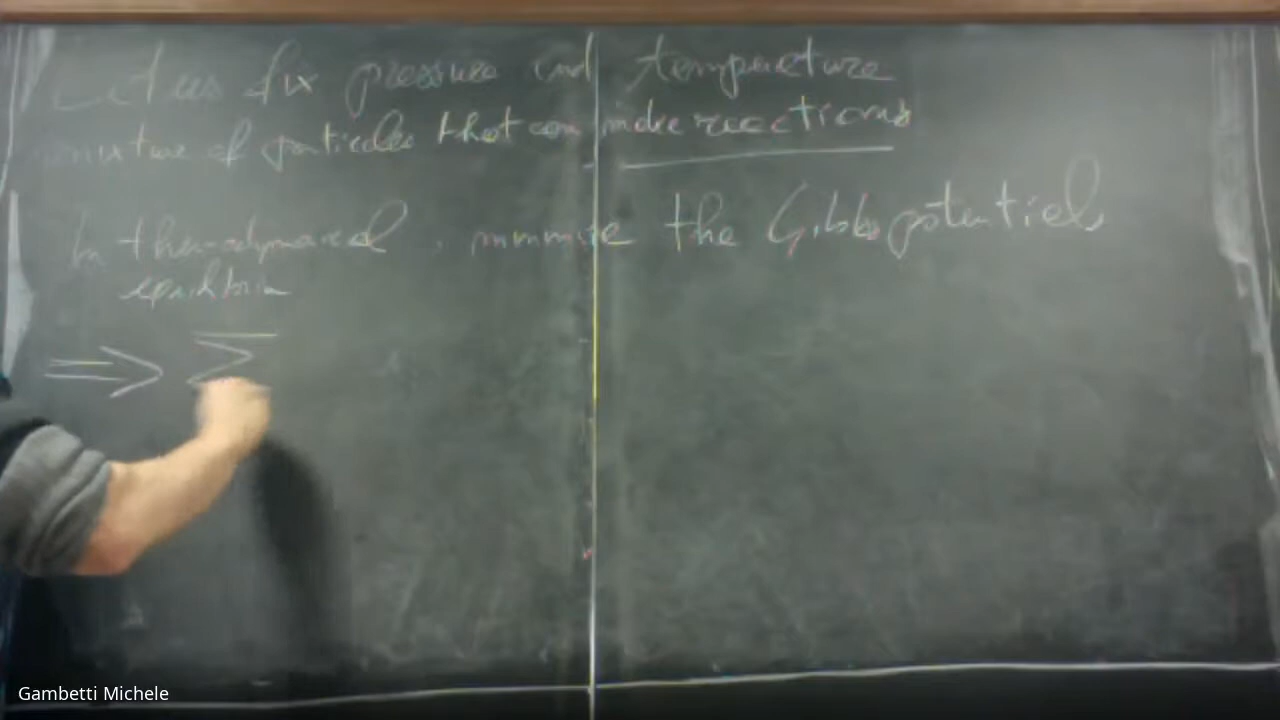 Let us fix pressure and temperature
mixture of particles that can make reactions
In thermodynamical , minimize the Gibbs potential
equilibrium
⇒ Σ
Gambetti Michele